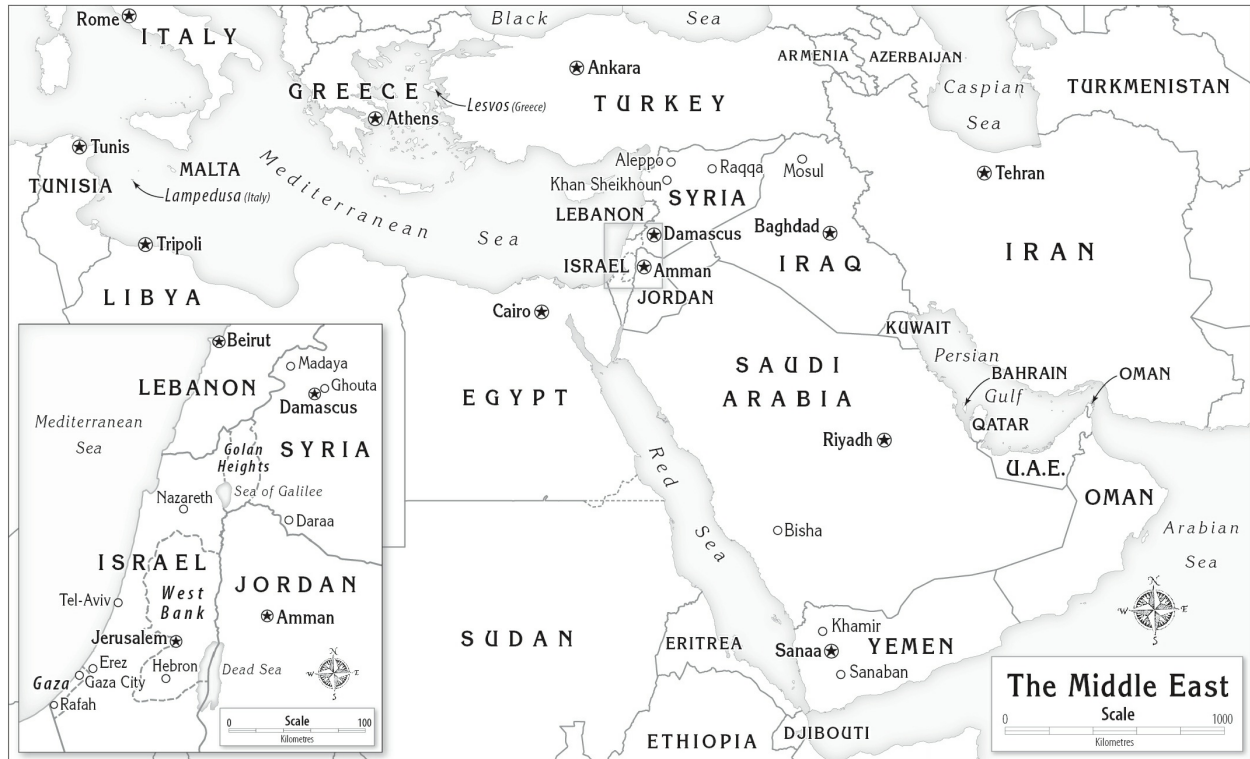 Black Sea
Rome
ITALY
ARMENIA
AZERBAIJAN
Ankara
GREECE
TURKEY
Lesvos (Greece)
Athens
Caspian
Sea
TURKMENISTAN
Tunis
TUNISIA
MALTA
Lampedusa (Italy)
Mediterranean Sea
Aleppo
Raqqa
Mosul
Khan Sheikhoun
SYRIA
Tehran
LEBANON
Damascus
Baghdad
Tripoli
ISRAEL
Amman
IRAQ
IRAN
LIBYA
JORDAN
Cairo
KUWAIT
Persian
Gulf
SAUDI
ARABIA
BAHRAIN
OMAN
EGYPT
QATAR
Riyadh
U.A.E.
OMAN
Red Sea
Bisha
Arabian
Sea
N
W E
S
SUDAN
ERITREA
Khamir
YEMEN
Sanaa
Sanaban
ETHIOPIA
DJIBOUTI
The Middle East
Scale
0 1000
Kilometres
Beirut
Madaya
LEBANON
Ghouta
Damascus
Mediterranean
Sea
SYRIA
Golan
Heights
Sea of Galilee
Nazareth
Daraa
ISRAEL
JORDAN
West
Bank
Tel-Aviv
Amman
Jerusalem
Erez
Hebron
Dead Sea
Gaza
Gaza City
Rafah
N
W E
S
Scale
0 100
Kilometres